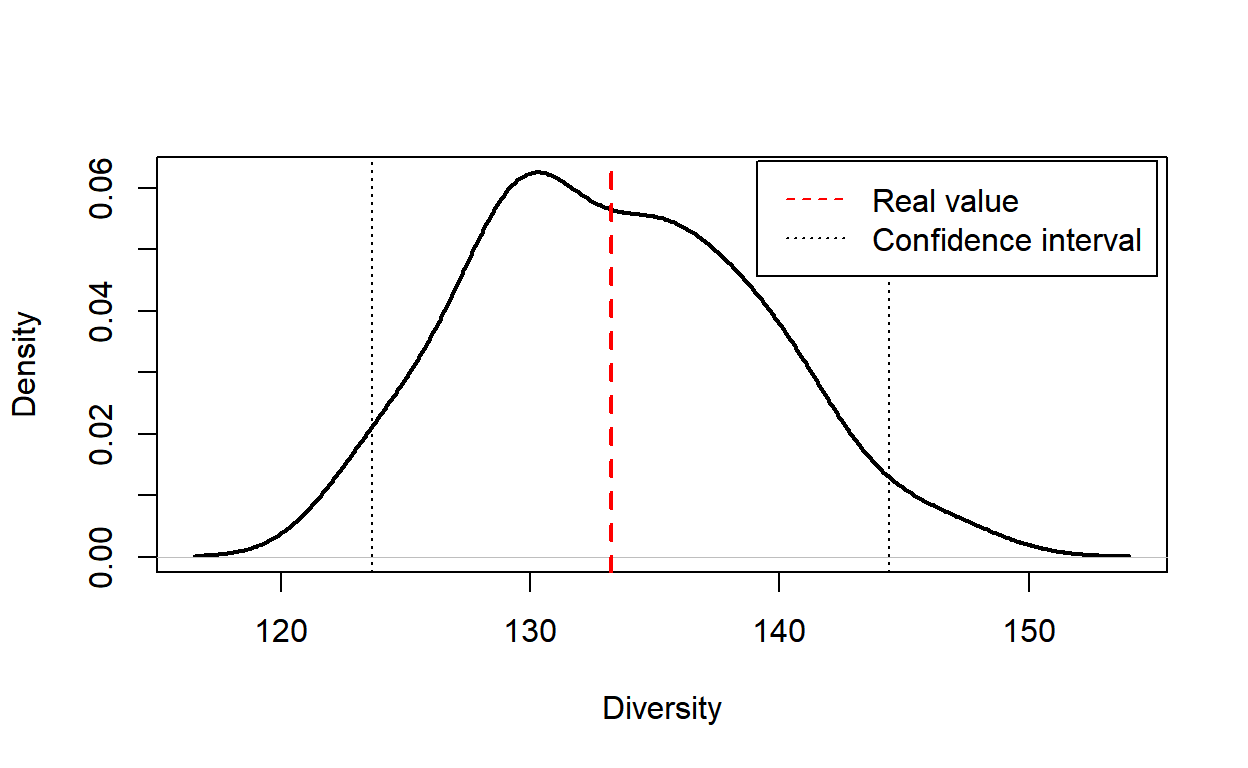 Real value
Confidence interval
0.06
0.04
0.02
0.00
Density
120 130 140 150
Diversity